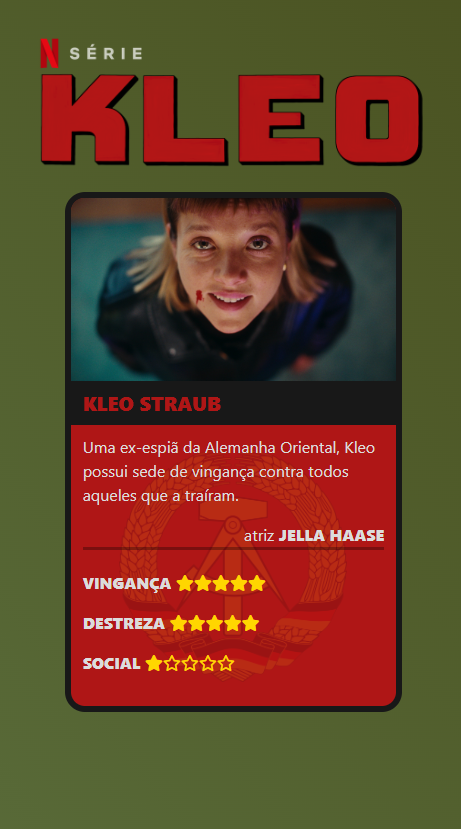 N SÉRIE
KLEO
KLEO STRAUB
Uma ex-espiã da Alemanha Oriental, Kleo
possui sede de vingança contra todos
aqueles que a traíram.
atriz JELLA HAASE
VINGANÇA
DESTREZA
SOCIAL